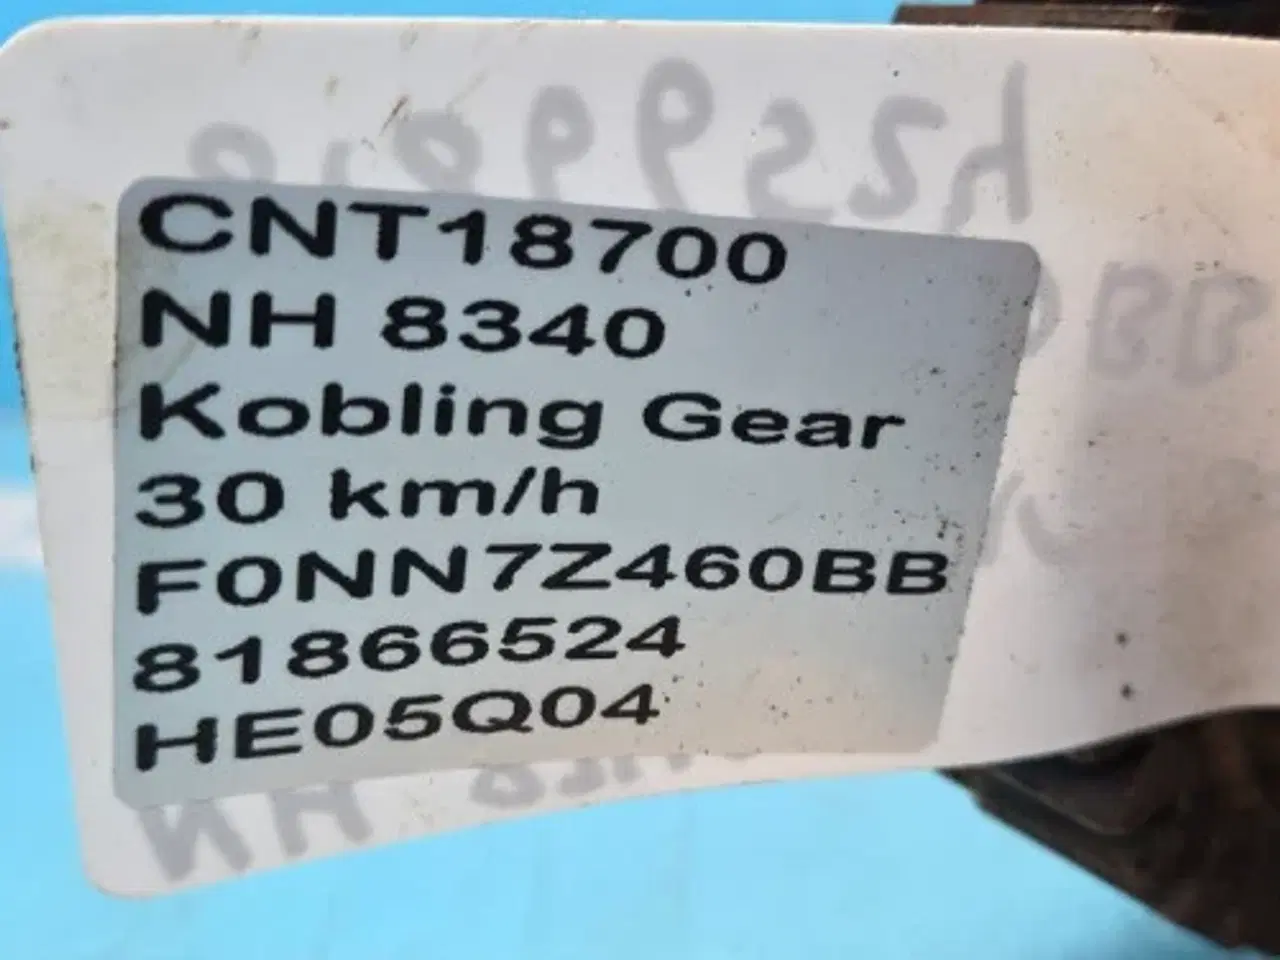 CNT18700
NH 8340
Kobling Gear
30 km/h
F0NN7Z460BB
81866524
HE05Q04